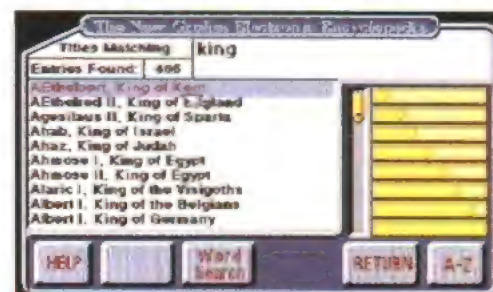 The New Grolier Electronic Encyclopedia
Titles Matching king
Entries Found: 406
AEthelbert, King of Kent
AEthelred II, King of England
Agesilaus II, King of Sparta
Ahab, King of Israel
Ahaz, King of Judah
Ahmose I, King of Egypt
Ahmose II, King of Egypt
Alaric I, King of the Visigoths
Albert I, King of the Belgians
Albert I, King of Germany
HELP
Word
Search
RETURN
A-Z